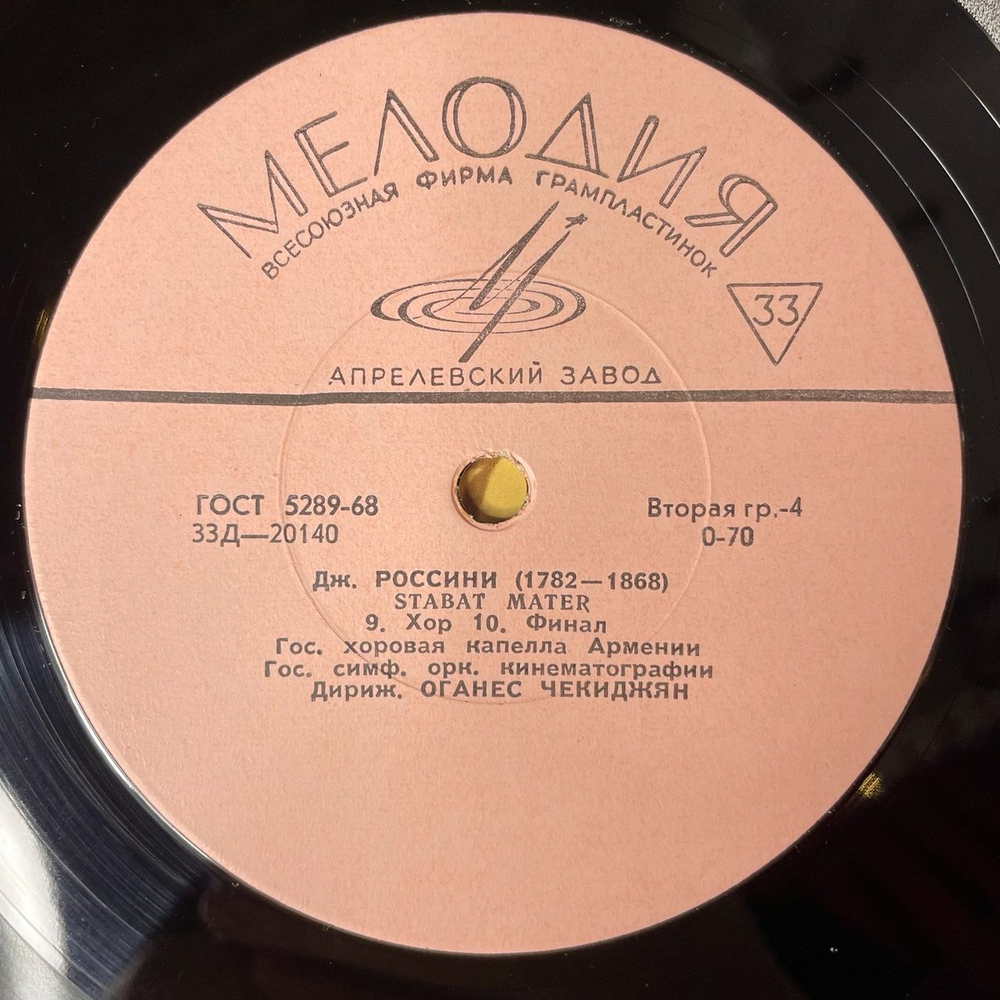 МЕЛОДИЯ
ВСЕСОЮЗНАЯ ФИРМА ГРАМПЛАСТИНОК
33
АПРЕЛЕВСКИЙ ЗАВОД
ГОСТ 5289-68
33Д—20140
Вторая гр.-4
0-70
Дж. РОССИНИ (1782—1868)
STABAT MATER
9. Хор 10. Финал
Гос. хоровая капелла Армении
Гос. симф. орк. кинематографии
Дириж. ОГАНЕС ЧЕКИДЖЯН